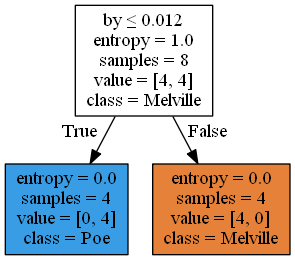 by ≤ 0.012
entropy = 1.0
samples = 8
value = [4, 4]
class = Melville
True
False
entropy = 0.0
samples = 4
value = [0, 4]
class = Poe
entropy = 0.0
samples = 4
value = [4, 0]
class = Melville